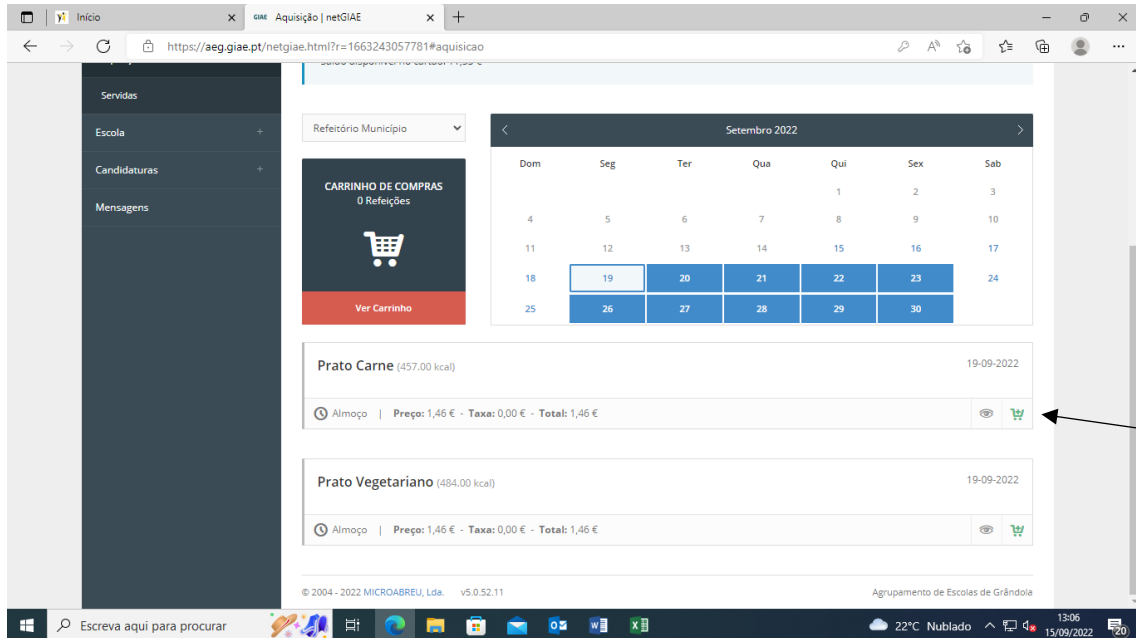 Início
GIAE Aquisição | netGIAE
https://aeg.giae.pt/netgiae.html?r=1663243057781#aquisicao
Servidas
Escola +
Candidaturas +
Mensagens
Refeitório Município
CARRINHO DE COMPRAS
0 Refeições
Ver Carrinho
Setembro 2022
Dom Seg Ter Qua Qui Sex Sab
1 2 3
4 5 6 7 8 9 10
11 12 13 14 15 16 17
18 19 20 21 22 23 24
25 26 27 28 29 30
Prato Carne (457.00 kcal) 19-09-2022
Almoço | Preço: 1,46 € - Taxa: 0,00 € - Total: 1,46 €
Prato Vegetariano (484.00 kcal) 19-09-2022
Almoço | Preço: 1,46 € - Taxa: 0,00 € - Total: 1,46 €
© 2004 - 2022 MICROABREU, Lda. v5.0.52.11 Agrupamento de Escolas de Grândola
Escreva aqui para procurar
22°C Nublado
13:06
15/09/2022
20